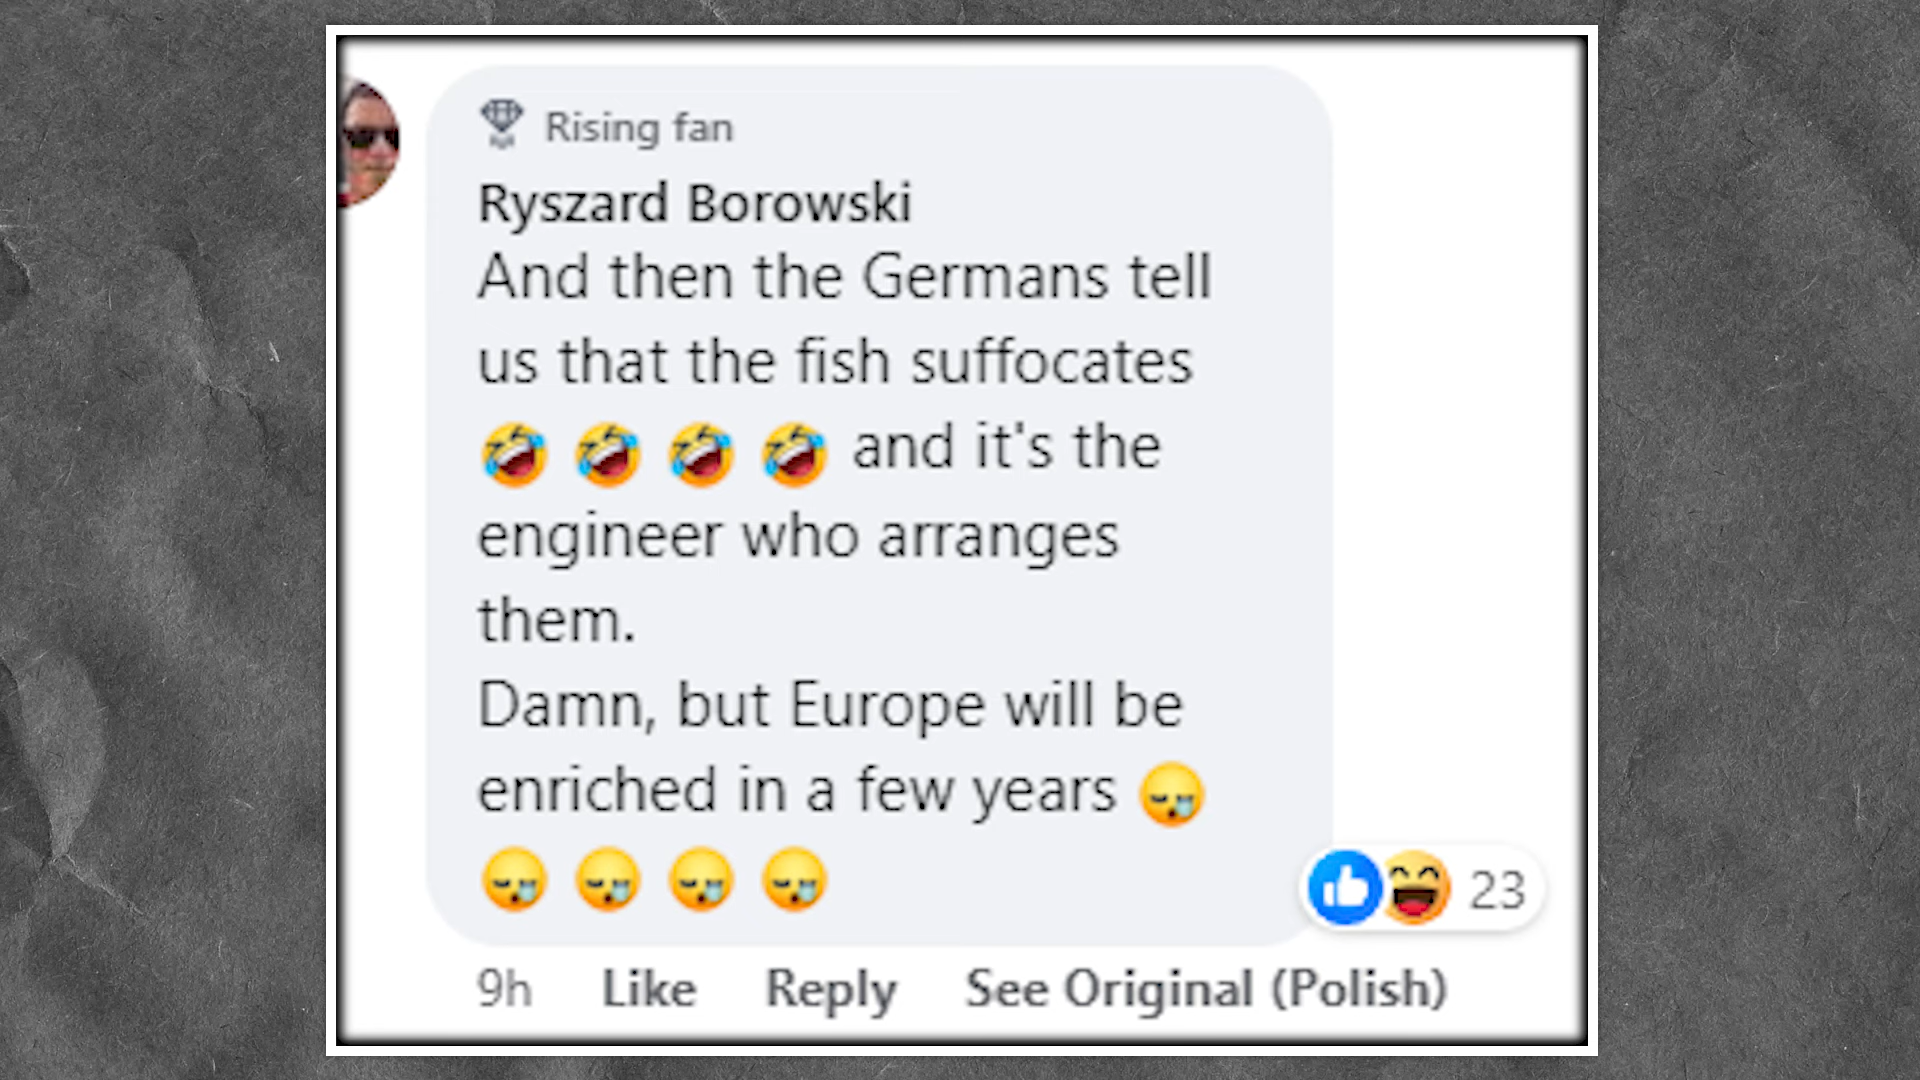 Rising fan
Ryszard Borowski
And then the Germans tell
us that the fish suffocates
🤣 🤣 🤣 🤣 and it's the
engineer who arranges
them.
Damn, but Europe will be
enriched in a few years 😪
😪 😪 😪 😪
23
9h Like Reply See Original (Polish)